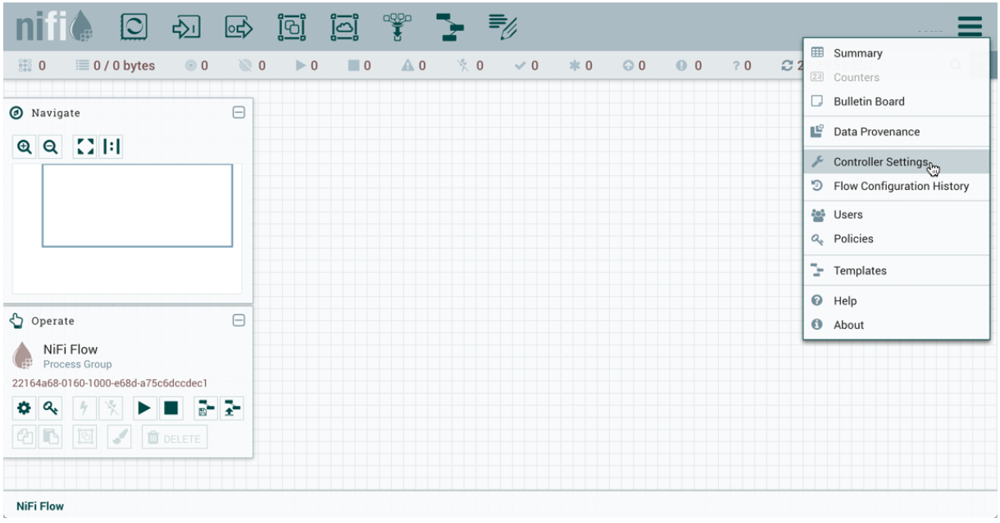 nifi
0 0 / 0 bytes 0 0 0 0 0 0 0 0 0 0 ? 0 2
Summary
23 Counters
Bulletin Board
Data Provenance
Controller Settings
Flow Configuration History
Users
Policies
Templates
Help
About
Navigate
Operate
NiFi Flow
Process Group
22164a68-0160-1000-e68d-a75c6dccdec1
DELETE
NiFi Flow